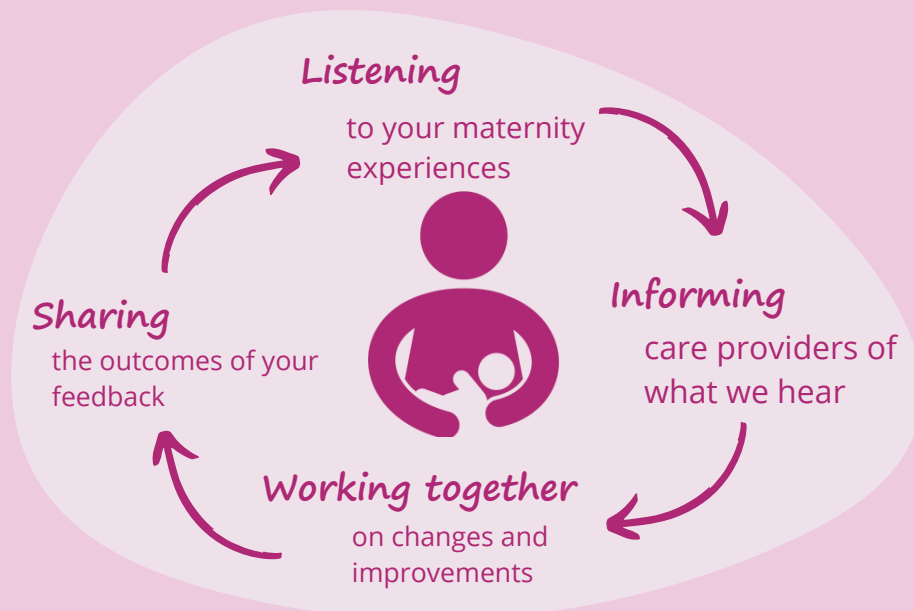 Listening
to your maternity
experiences
Informing
care providers of
what we hear
Working together
on changes and
improvements
Sharing
the outcomes of your
feedback